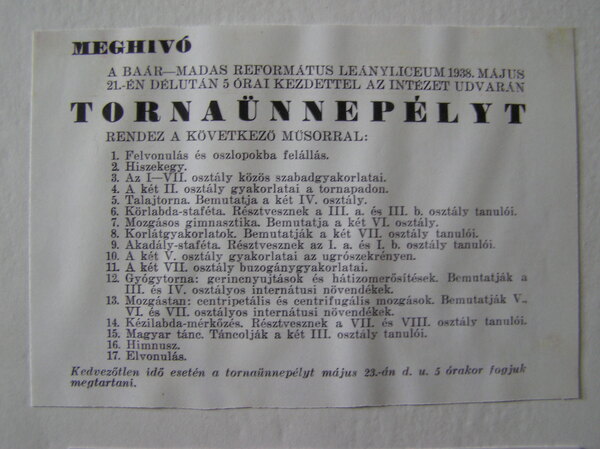 MEGHIVÓ
A BAÁR—MADAS REFORMÁTUS LEÁNYLICEUM 1938. MÁJUS
21.-ÉN DÉLUTÁN 5 ÓRAI KEZDETTEL AZ INTÉZET UDVARÁN
TORNAÜNNEPÉLYT
RENDEZ A KÖVETKEZŐ MŰSORRAL:
1. Felvonulás és oszlopokba felállás.
2. Hiszekegy.
3. Az I—VII. osztály közös szabadgyakorlatai.
4. A két II. osztály gyakorlatai a tornapadon.
5. Talajtorna. Bemutatja a két IV. osztály.
6. Körlabda-staféta. Résztvesznek a III. a. és III. b. osztály tanulói.
7. Mozgásos gimnasztika. Bemutatja a két VI. osztály.
8. Korlátgyakorlatok. Bemutatják a két VII. osztály tanulói.
9. Akadály-staféta. Résztvesznek az I. a. és I. b. osztály tanulói.
10. A két V. osztály gyakorlatai az ugrószekrényen.
11. A két VII. osztály buzogánygyakorlatai.
12. Gyógytorna: gerincnyujtások és hátizomerősítések. Bemutatják a
III. és IV. osztályos internátusi növendékek.
13. Mozgástan: centripetális és centrifugális mozgások. Bemutatják V.,
VI. és VII. osztályos internátusi növendékek.
14. Kézilabda-mérkőzés. Résztvesznek a VII. és VIII. osztály tanulói.
15. Magyar tánc. Táncolják a két III. osztály tanulói.
16. Himnusz.
17. Elvonulás.
Kedvezőtlen idő esetén a tornaünnepélyt május 23.-án d. u. 5 órakor fogjuk
megtartani.